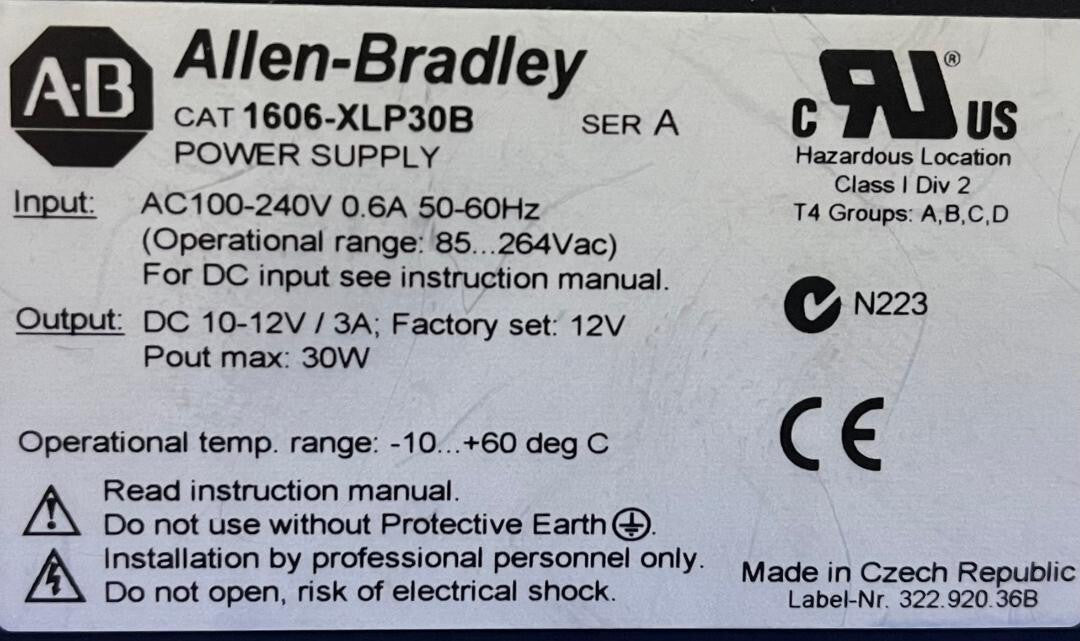 A·B
Allen-Bradley
CAT 1606-XLP30B SER A
POWER SUPPLY
Input: AC100-240V 0.6A 50-60Hz
(Operational range: 85...264Vac)
For DC input see instruction manual.
Output: DC 10-12V / 3A; Factory set: 12V
Pout max: 30W
Operational temp. range: -10...+60 deg C
Read instruction manual.
Do not use without Protective Earth ⏚.
Installation by professional personnel only.
Do not open, risk of electrical shock.
C RU ® US
Hazardous Location
Class I Div 2
T4 Groups: A,B,C,D
N223
CE
Made in Czech Republic
Label-Nr. 322.920.36B